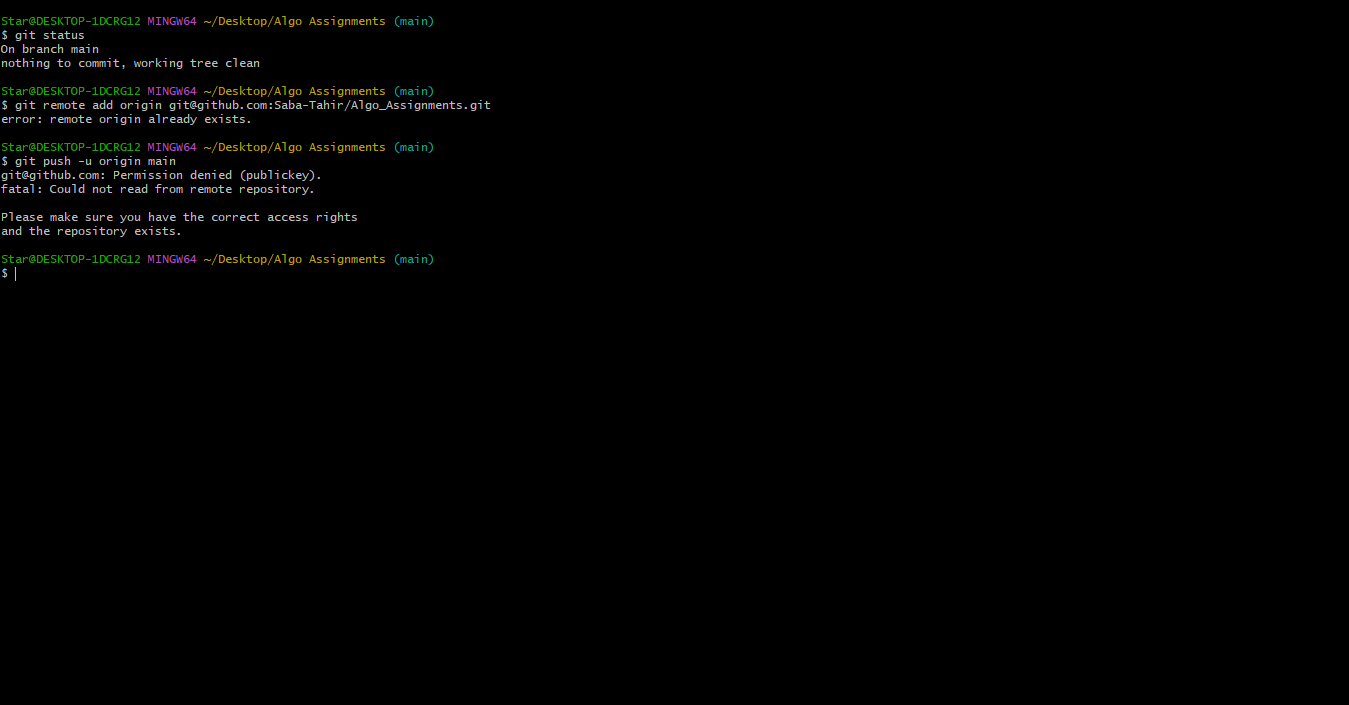 Star@DESKTOP-1DCRG12 MINGW64 ~/Desktop/Algo Assignments (main)
$ git status
On branch main
nothing to commit, working tree clean
Star@DESKTOP-1DCRG12 MINGW64 ~/Desktop/Algo Assignments (main)
$ git remote add origin git@github.com:Saba-Tahir/Algo_Assignments.git
error: remote origin already exists.
Star@DESKTOP-1DCRG12 MINGW64 ~/Desktop/Algo Assignments (main)
$ git push -u origin main
git@github.com: Permission denied (publickey).
fatal: Could not read from remote repository.
Please make sure you have the correct access rights
and the repository exists.
Star@DESKTOP-1DCRG12 MINGW64 ~/Desktop/Algo Assignments (main)
$